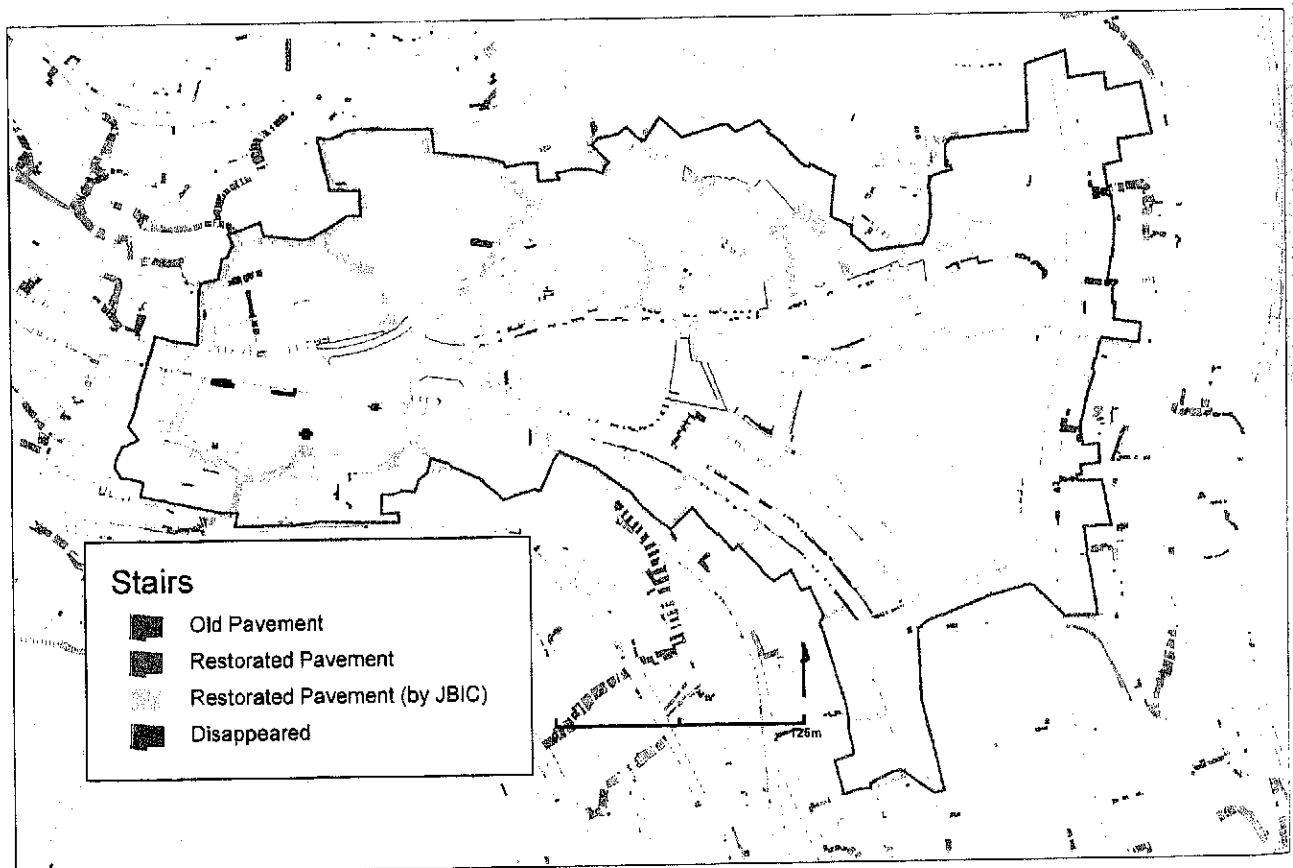 Stairs
Old Pavement
Restorated Pavement
Restorated Pavement (by JBIC)
Disappeared
125m